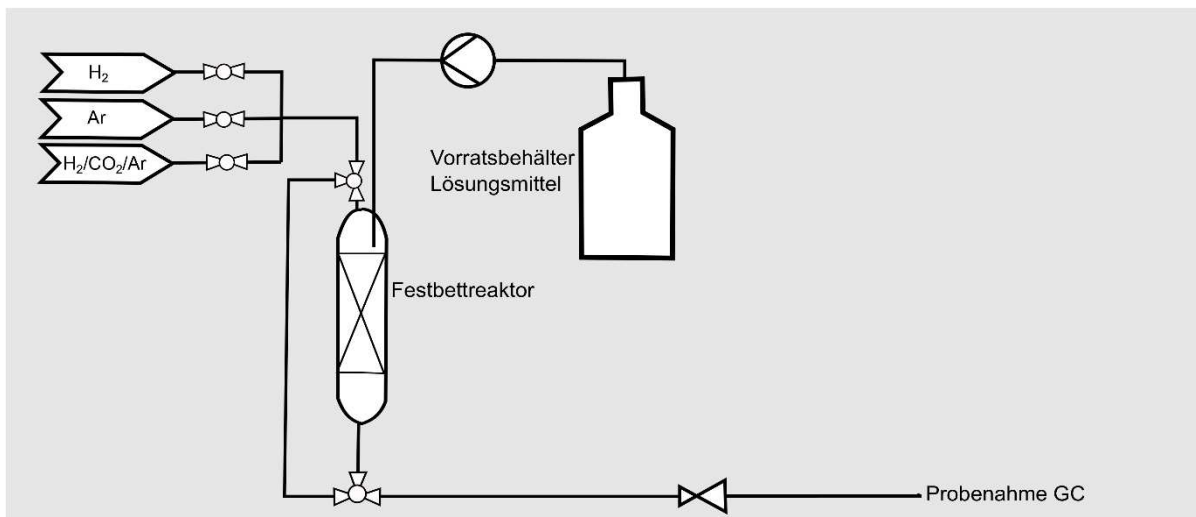 H₂
Ar
H₂/CO₂/Ar
Vorratsbehälter
Lösungsmittel
Festbettreaktor
Probenahme GC